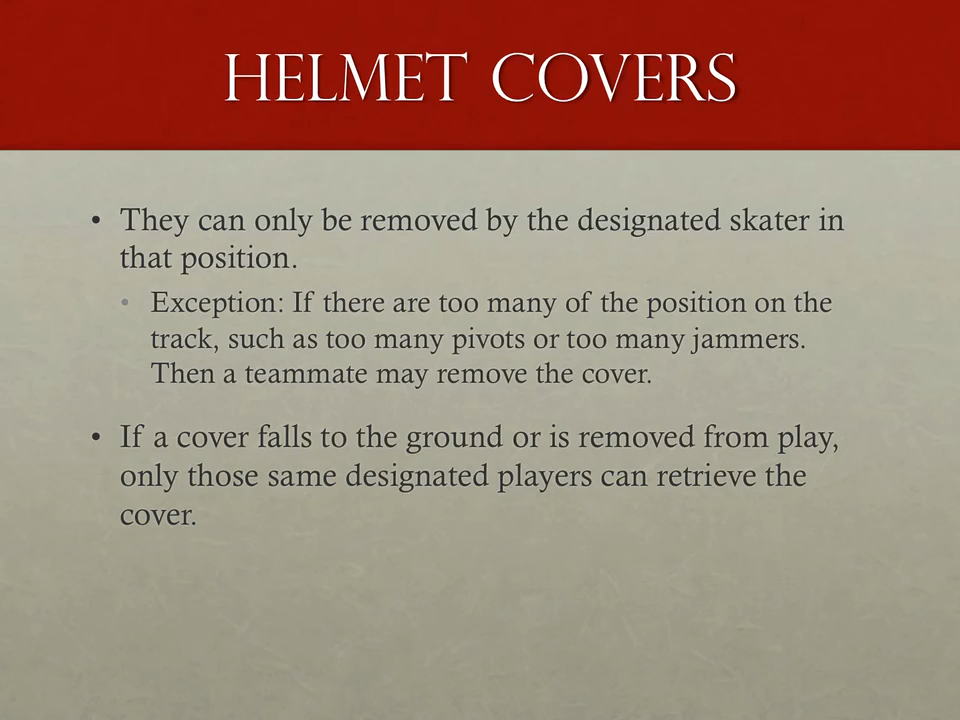 HELMET COVERS
• They can only be removed by the designated skater in
that position.
• Exception: If there are too many of the position on the
track, such as too many pivots or too many jammers.
Then a teammate may remove the cover.
• If a cover falls to the ground or is removed from play,
only those same designated players can retrieve the
cover.